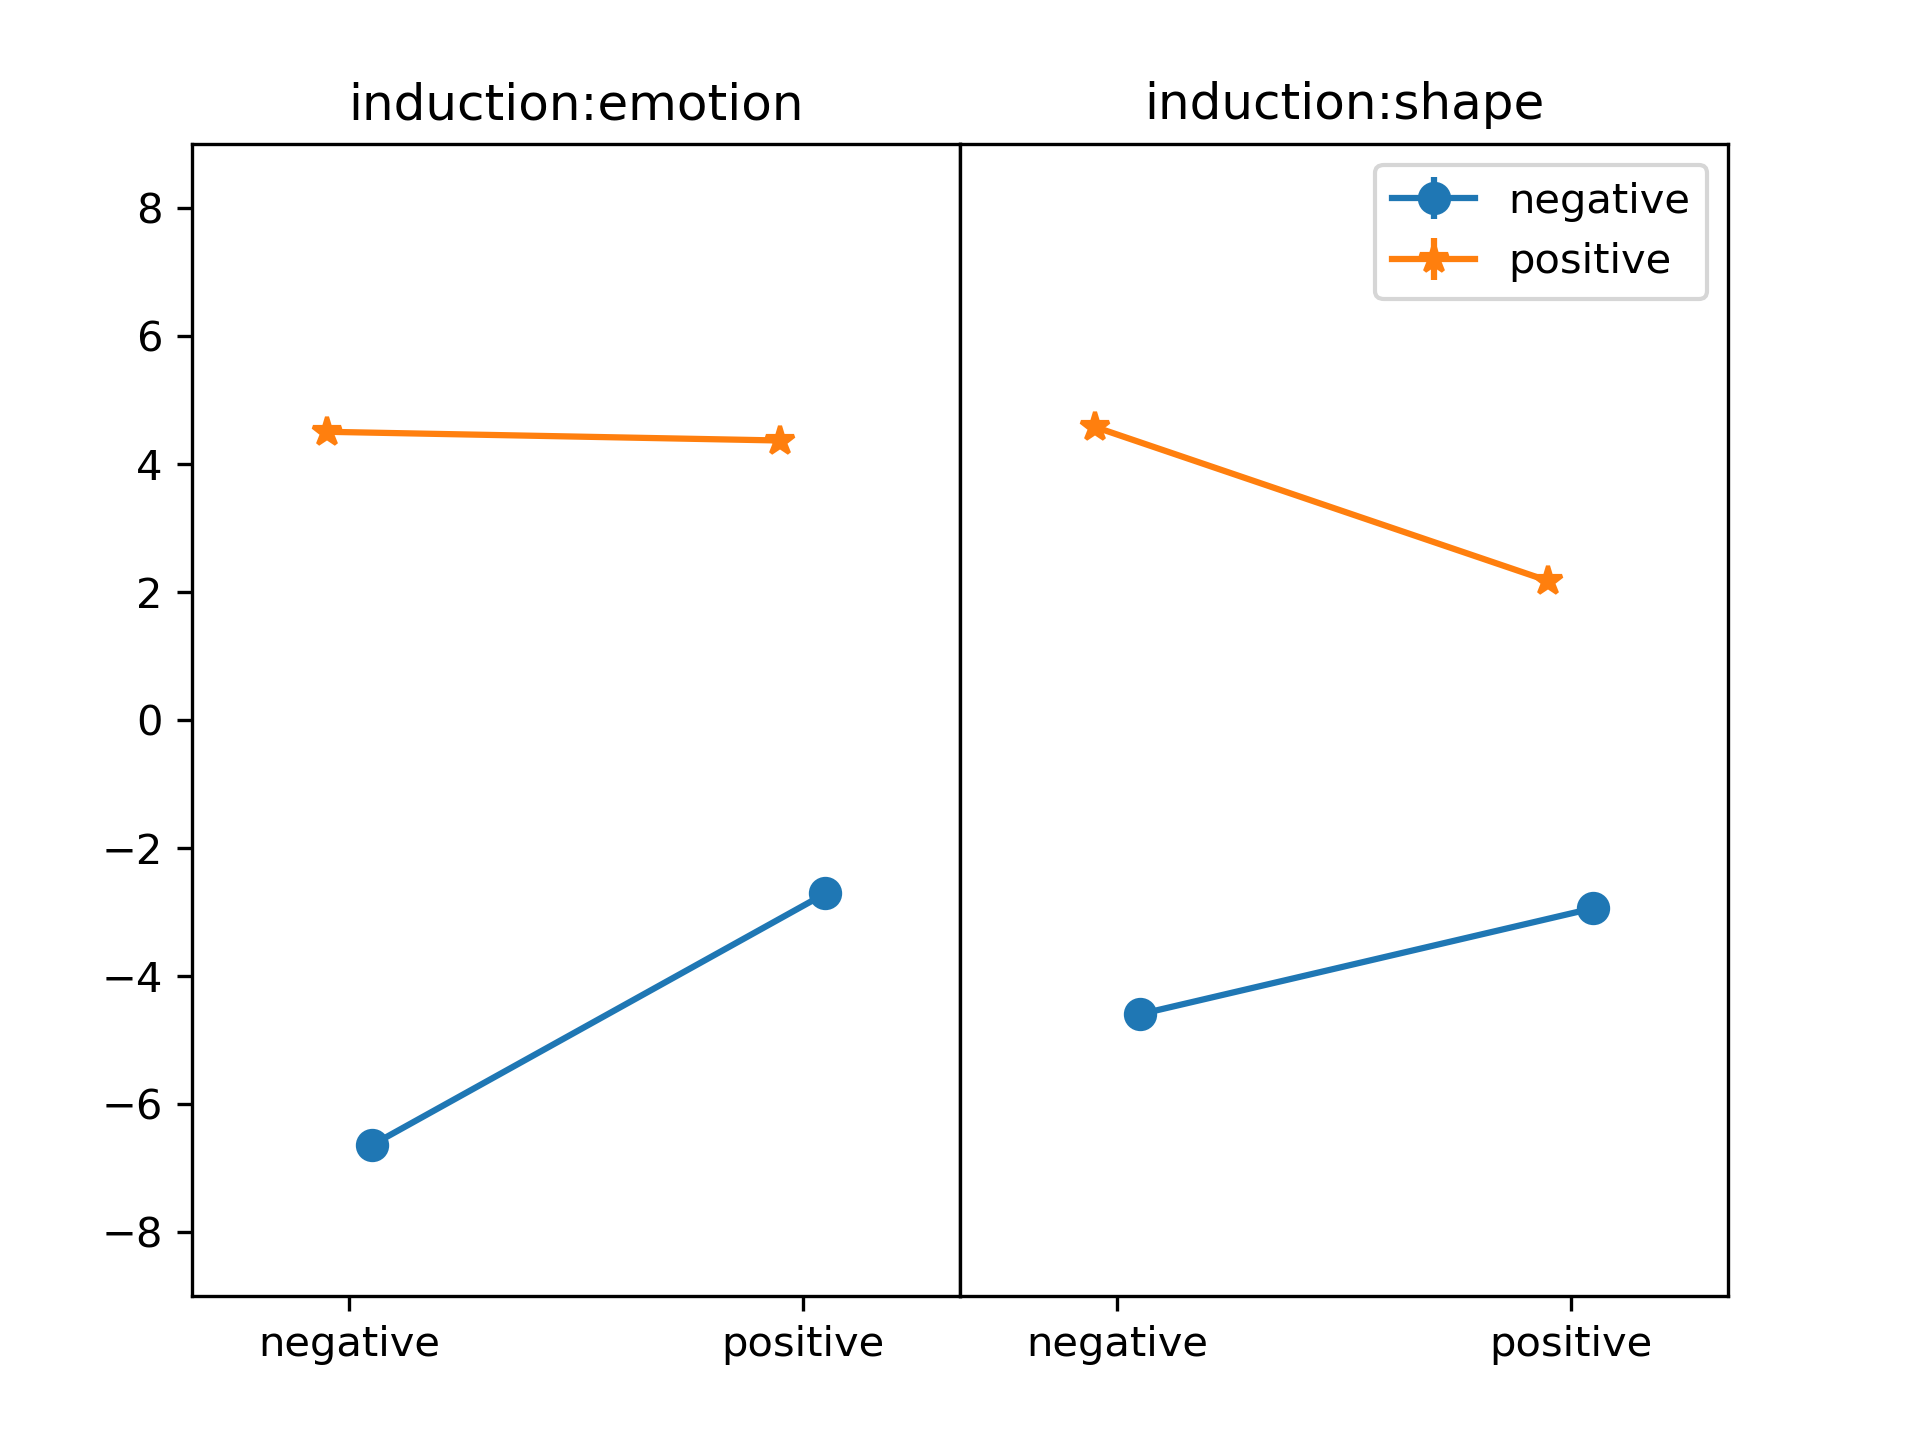 induction:emotion
induction:shape
negative
positive
8
6
4
2
0
−2
−4
−6
−8
negative
positive
negative
positive